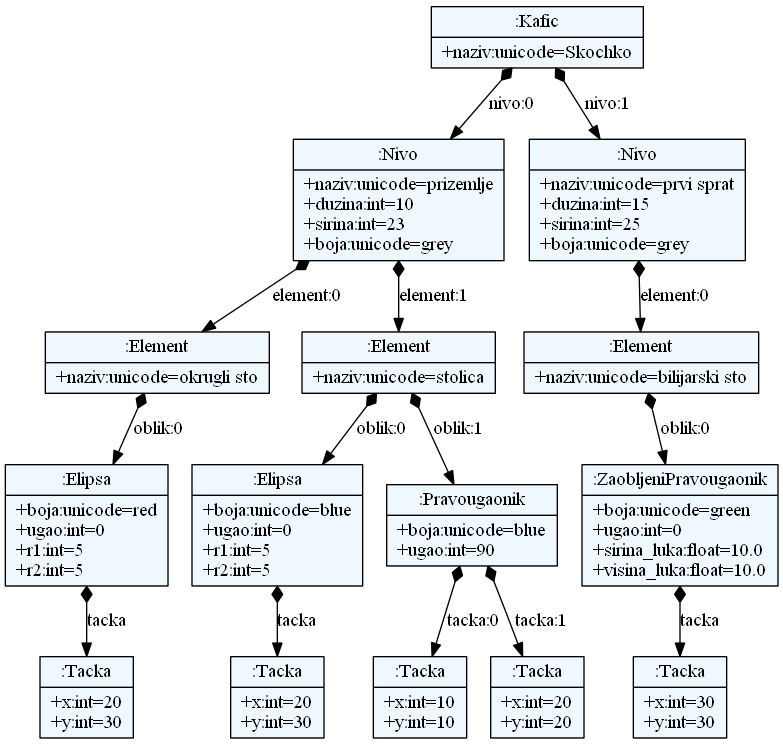 :Kafic
+naziv:unicode=Skochko
nivo:0
nivo:1
:Nivo
+naziv:unicode=prizemlje
+duzina:int=10
+sirina:int=23
+boja:unicode=grey
:Nivo
+naziv:unicode=prvi sprat
+duzina:int=15
+sirina:int=25
+boja:unicode=grey
element:0
element:1
element:0
:Element
+naziv:unicode=okrugli sto
:Element
+naziv:unicode=stolica
:Element
+naziv:unicode=bilijarski sto
oblik:0
oblik:0
oblik:1
oblik:0
:Elipsa
+boja:unicode=red
+ugao:int=0
+r1:int=5
+r2:int=5
:Elipsa
+boja:unicode=blue
+ugao:int=0
+r1:int=5
+r2:int=5
:Pravougaonik
+boja:unicode=blue
+ugao:int=90
:ZaobljeniPravougaonik
+boja:unicode=green
+ugao:int=0
+sirina_luka:float=10.0
+visina_luka:float=10.0
tacka
tacka
tacka:0
tacka:1
tacka
:Tacka
+x:int=20
+y:int=30
:Tacka
+x:int=20
+y:int=30
:Tacka
+x:int=10
+y:int=10
:Tacka
+x:int=20
+y:int=20
:Tacka
+x:int=30
+y:int=30